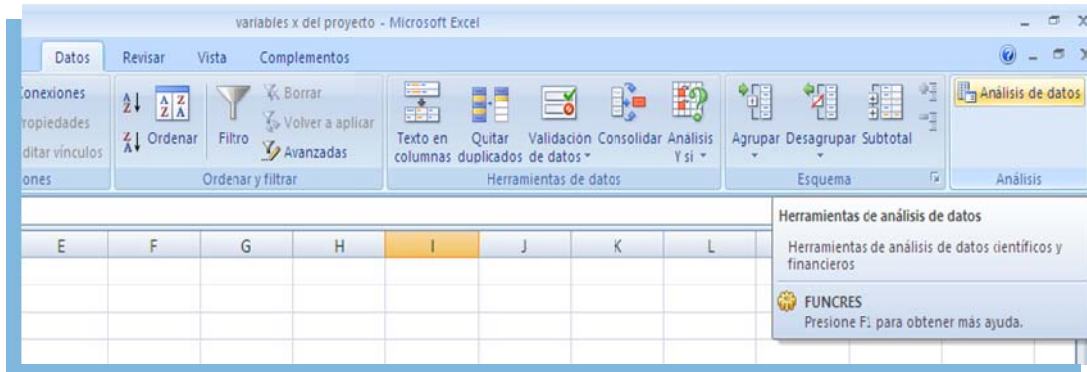 variables x del proyecto - Microsoft Excel
Datos Revisar Vista Complementos
Conexiones
Propiedades
ditar vínculos
ones
Ordenar
Filtro
Borrar
Volver a aplicar
Avanzadas
Ordenar y filtrar
Texto en columnas
Quitar duplicados
Validación de datos
Consolidar
Análisis Y si
Herramientas de datos
Agrupar Desagrupar Subtotal
Esquema
Análisis de datos
Análisis
E F G H I J K L
Herramientas de análisis de datos
Herramientas de análisis de datos científicos y
financieros
FUNCRES
Presione F1 para obtener más ayuda.